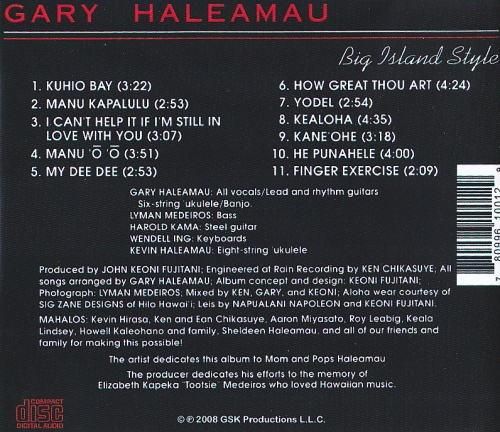 GARY HALEAMAU
Big Island Style
1. KUHIO BAY (3:22)
2. MANU KAPALULU (2:53)
3. I CAN'T HELP IT IF I'M STILL IN
LOVE WITH YOU (3:07)
4. MANU 'Ō 'Ō (3:51)
5. MY DEE DEE (2:53)
6. HOW GREAT THOU ART (4:24)
7. YODEL (2:54)
8. KEALOHA (4:35)
9. KANE'OHE (3:18)
10. HE PUNAHELE (4:00)
11. FINGER EXERCISE (2:09)
GARY HALEAMAU: All vocals/Lead and rhythm guitars
Six-string 'ukulele/Banjo.
LYMAN MEDEIROS: Bass
HAROLD KAMA: Steel guitar
WENDELL ING: Keyboards
KEVIN HALEAMAU: Eight-string 'ukulele
Produced by JOHN KEONI FUJITANI; Engineered at Rain Recording by KEN CHIKASUYE; All
songs arranged by GARY HALEAMAU; Album concept and design: KEONI FUJITANI;
Photograph: LYMAN MEDEIROS; Mixed by KEN, GARY, and KEONI; Aloha wear courtesy of
SIG ZANE DESIGNS of Hilo Hawai'i; Leis by NAPUALANI NAPOLEON and KEONI FUJITANI.
MAHALOS: Kevin Hirasa, Ken and Ean Chikasuye, Aaron Miyasato, Roy Leabig, Keala
Lindsey, Howell Kaleohano and family, Sheldeen Haleamau, and all of our friends and
family for making this possible!
The artist dedicates this album to Mom and Pops Haleamau
The producer dedicates his efforts to the memory of
Elizabeth Kapeka "Tootsie" Medeiros who loved Hawaiian music.
COMPACT
disc
DIGITAL AUDIO
© ℗ 2008 GSK Productions L.L.C.